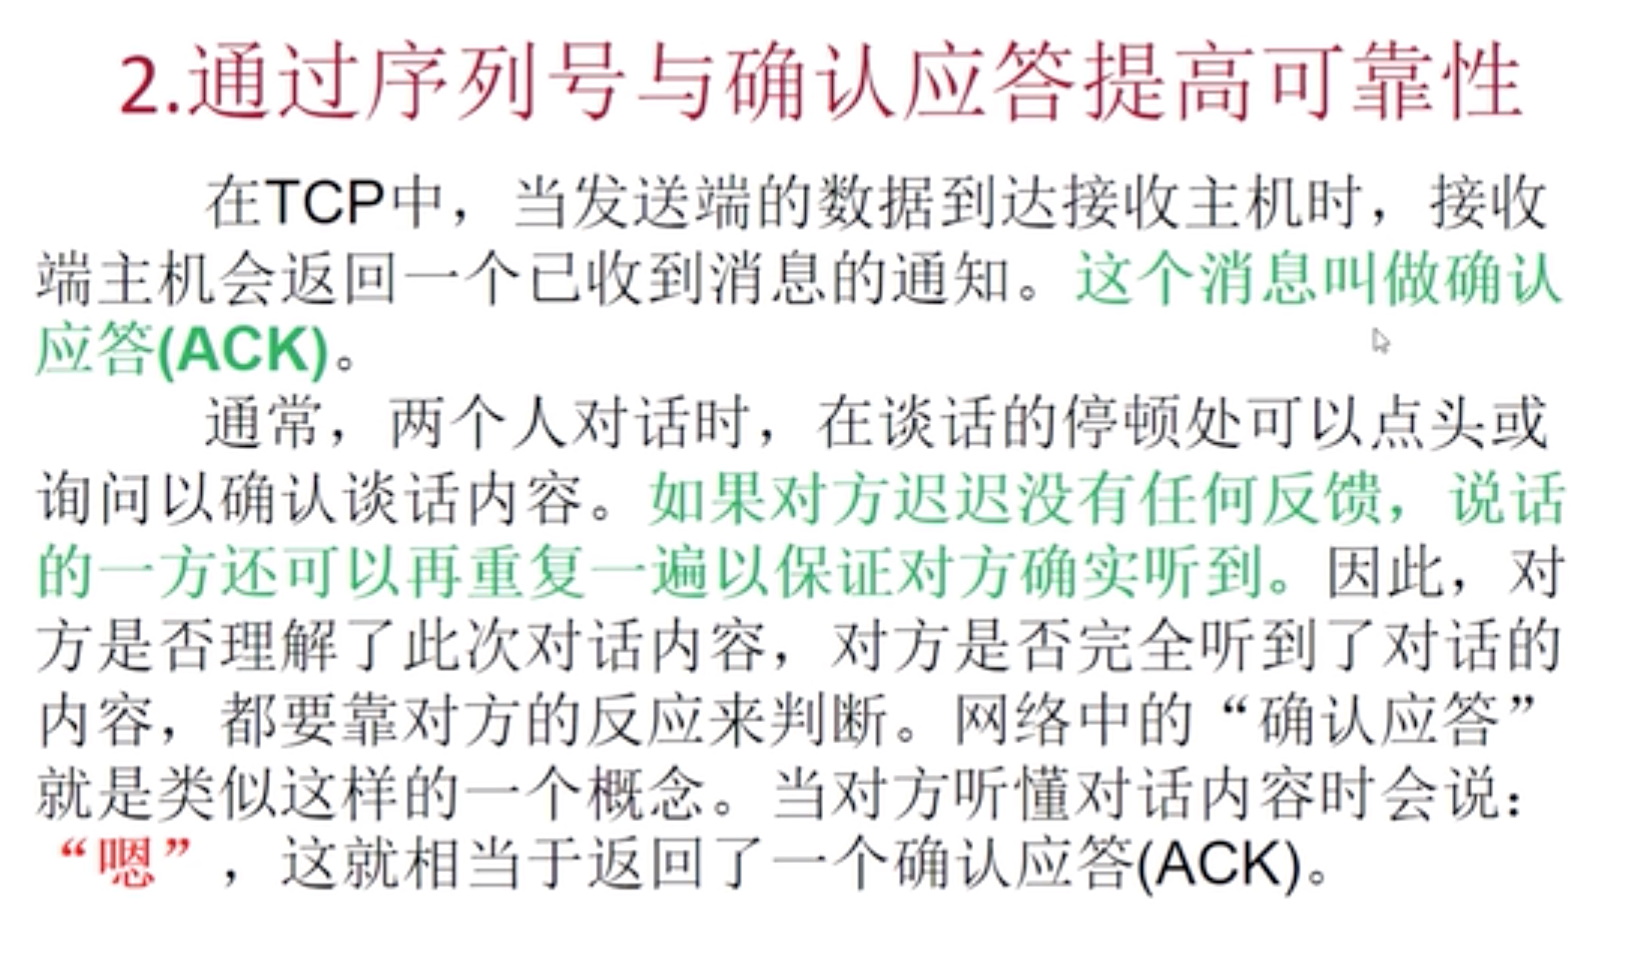 2.通过序列号与确认应答提高可靠性
在TCP中，当发送端的数据到达接收主机时，接收
端主机会返回一个已收到消息的通知。这个消息叫做确认
应答(ACK)。
通常，两个人对话时，在谈话的停顿处可以点头或
询问以确认谈话内容。如果对方迟迟没有任何反馈，说话
的一方还可以再重复一遍以保证对方确实听到。因此，对
方是否理解了此次对话内容，对方是否完全听到了对话的
内容，都要靠对方的反应来判断。网络中的“确认应答”
就是类似这样的一个概念。当对方听懂对话内容时会说：
“嗯”，这就相当于返回了一个确认应答(ACK)。